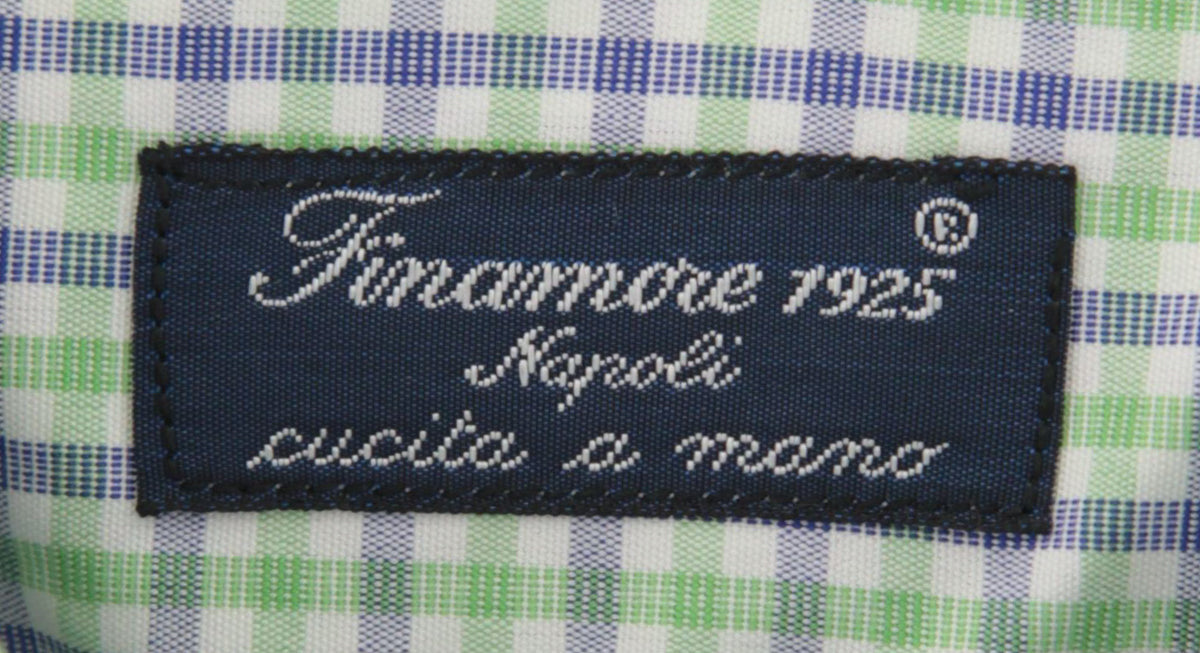 Finamore 1925®
Napoli
cucita a mano